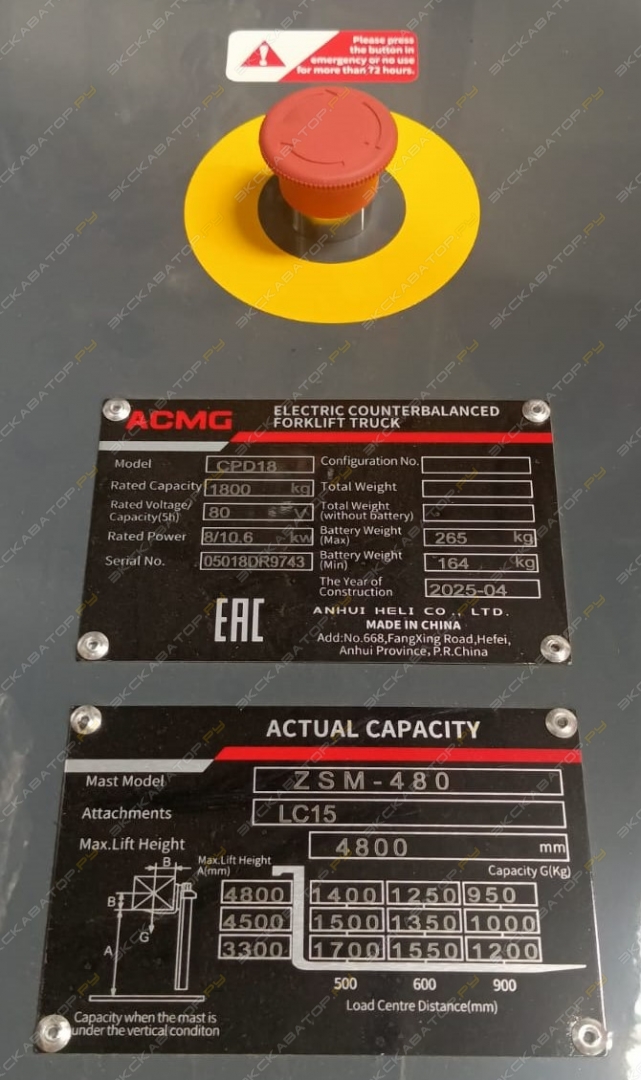 Please press
the button in
emergency or no use
for more than 72 hours.
ACMG
ELECTRIC COUNTERBALANCED
FORKLIFT TRUCK
Model CPD18
Rated Capacity 1800 kg
Rated Voltage/
Capacity(5h) 80 V
Rated Power 8/10.6 kw
Serial No. 05018DR9743
Configuration No.
Total Weight
Total Weight
(without battery)
Battery Weight
(Max) 265 kg
Battery Weight
(Min) 164 kg
The Year of
Construction 2025-04
EAC
ANHUI HELI CO., LTD.
MADE IN CHINA
Add:No.668,FangXing Road,Hefei,
Anhui Province, P.R.China
ACTUAL CAPACITY
Mast Model ZSM-480
Attachments LC15
Max.Lift Height 4800 mm
Max.Lift Height
A(mm)
Capacity G(Kg)
4800 1400 1250 950
4500 1500 1350 1000
3300 1700 1550 1200
500 600 900
Load Centre Distance(mm)
B
B
G
A
Capacity when the mast is
under the vertical conditon
ЭКСКАВАТОР.РУ